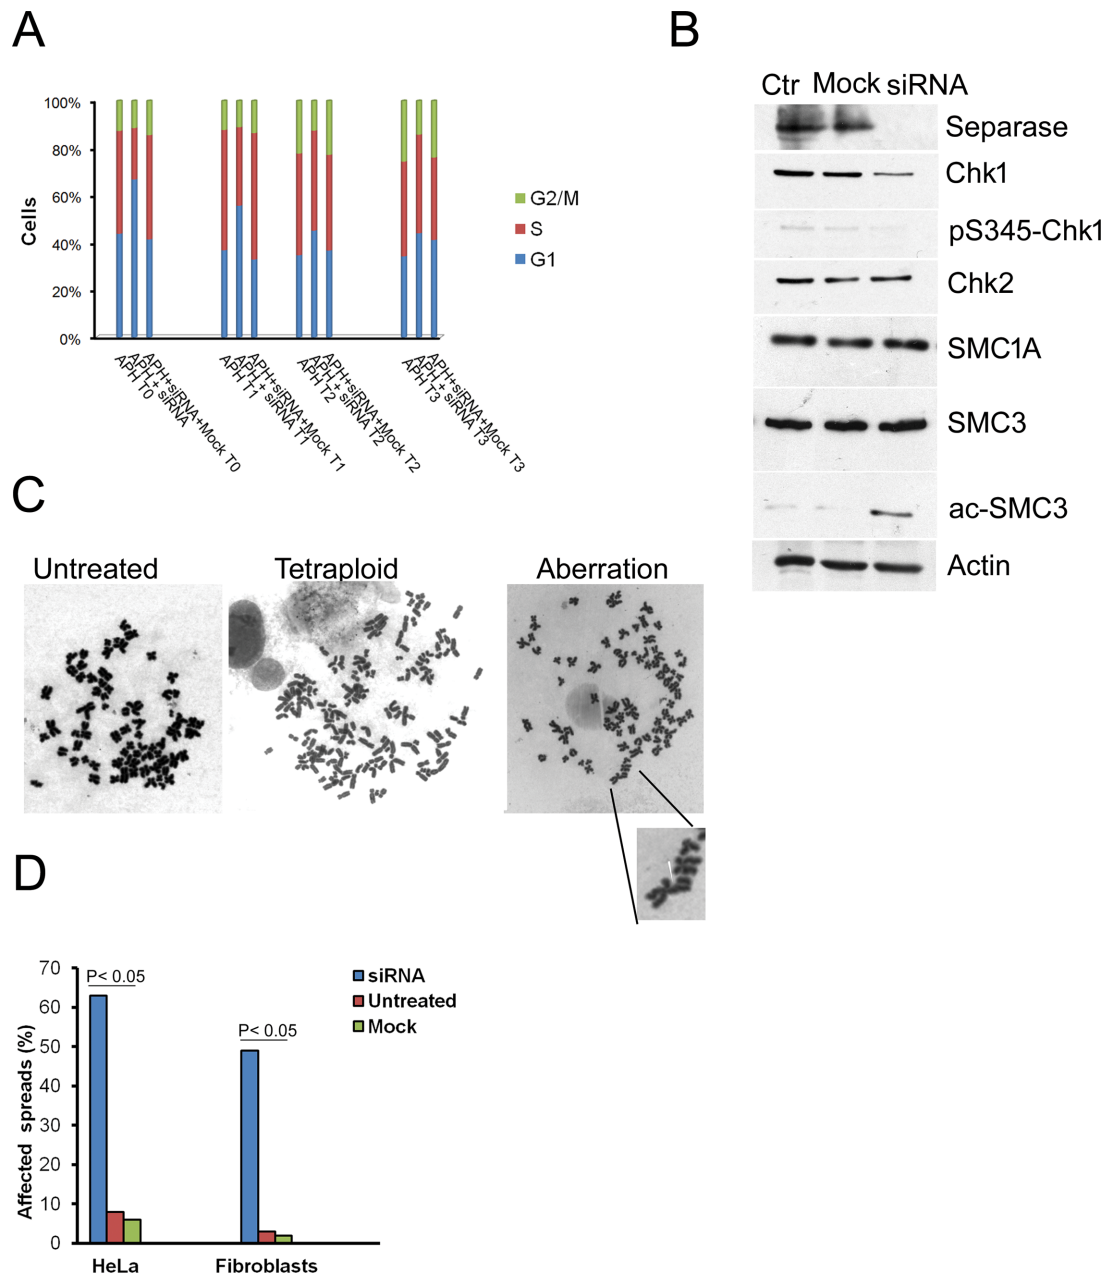 A
100%
80%
60%
40%
20%
0%
Cells
G2/M
S
G1
APH T0
APH + siRNA
APH+siRNA+Mock T0
APH T1
APH + siRNA T1
APH+siRNA+Mock T1
APH T2
APH + siRNA T2
APH+siRNA+Mock T2
APH T3
APH + siRNA T3
APH+siRNA+Mock T3
B
Ctr Mock siRNA
Separase
Chk1
pS345-Chk1
Chk2
SMC1A
SMC3
ac-SMC3
Actin
C
Untreated
Tetraploid
Aberration
D
70
60
50
40
30
20
10
0
Affected spreads (%)
P< 0.05
P< 0.05
siRNA
Untreated
Mock
HeLa
Fibroblasts